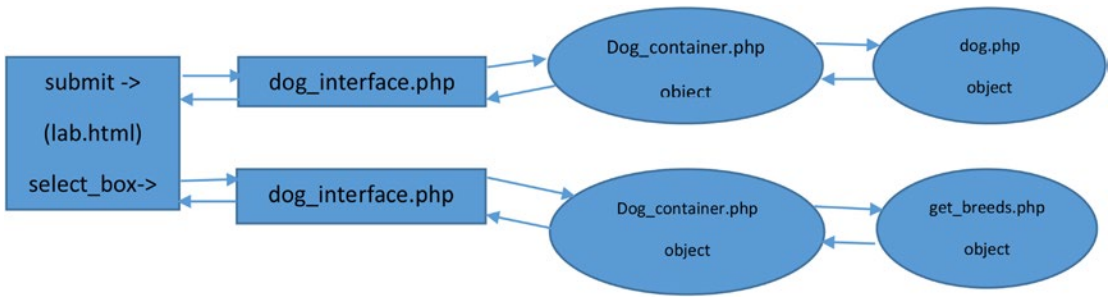 submit ->
(lab.html)
select_box->
dog_interface.php
Dog_container.php
object
dog.php
object
dog_interface.php
Dog_container.php
object
get_breeds.php
object